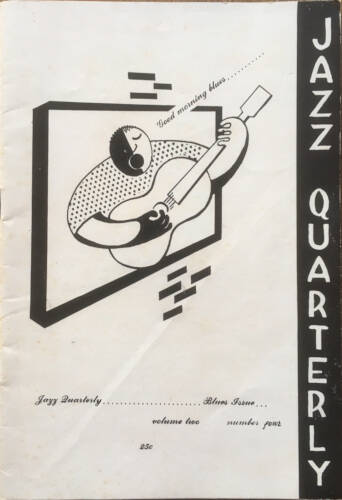 Good morning blues..........
JAZZ QUARTERLY
Jazz Quarterly......................Blues Issue...
volume two number four
25c